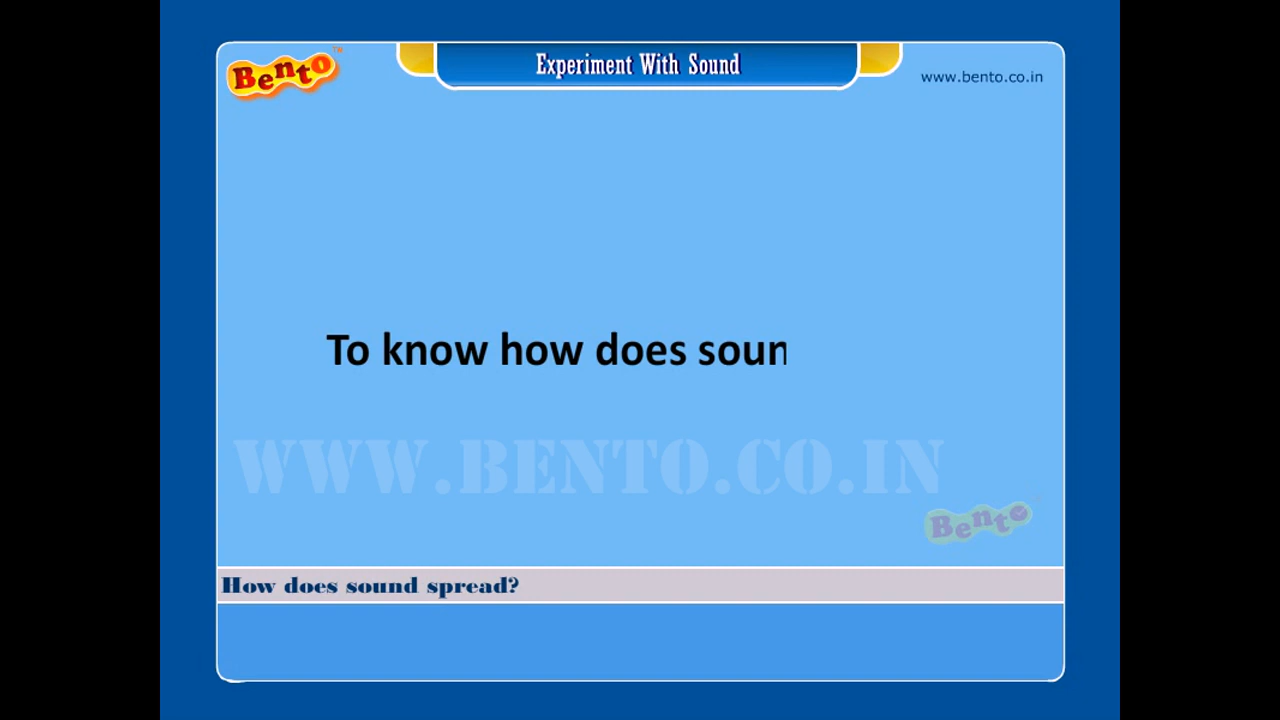 Bento™
Experiment With Sound
www.bento.co.in
To know how does soun
WWW.BENTO.CO.IN
Bento
How does sound spread?